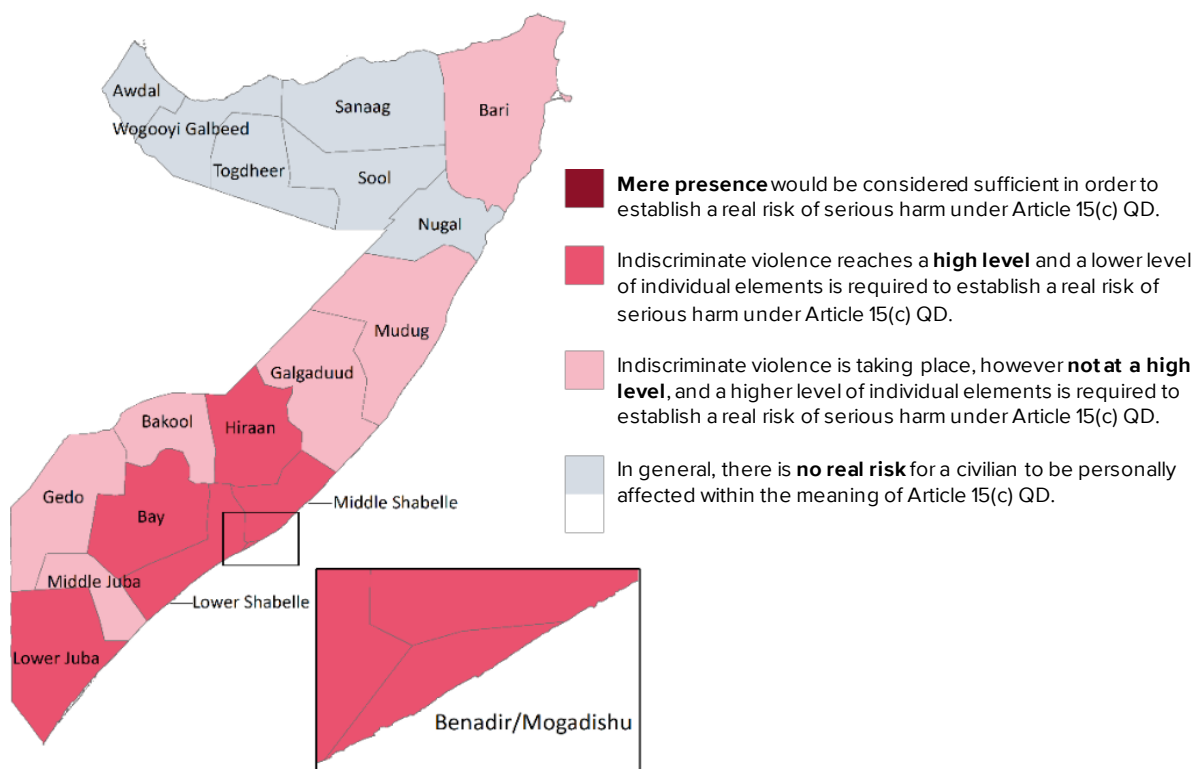 Awdal
Wogooyi Galbeed
Togdheer
Sanaag
Sool
Bari
Nugal
Mudug
Galgaduud
Hiraan
Bakool
Gedo
Bay
Middle Shabelle
Middle Juba
Lower Shabelle
Lower Juba
Benadir/Mogadishu
Mere presence would be considered sufficient in order to
establish a real risk of serious harm under Article 15(c) QD.
Indiscriminate violence reaches a high level and a lower level
of individual elements is required to establish a real risk of
serious harm under Article 15(c) QD.
Indiscriminate violence is taking place, however not at a high
level, and a higher level of individual elements is required to
establish a real risk of serious harm under Article 15(c) QD.
In general, there is no real risk for a civilian to be personally
affected within the meaning of Article 15(c) QD.